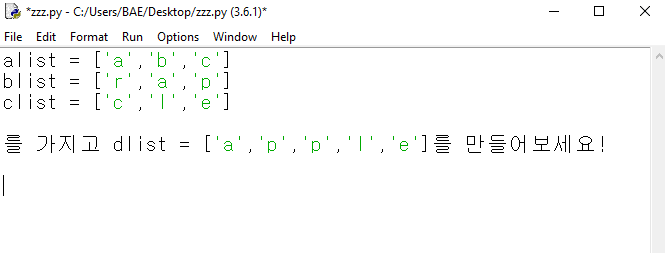 *zzz.py - C:/Users/BAE/Desktop/zzz.py (3.6.1)*
File Edit Format Run Options Window Help
alist = ['a','b','c']
blist = ['r','a','p']
clist = ['c','l','e']
를 가지고 dlist = ['a','p','p','l','e']를 만들어보세요!